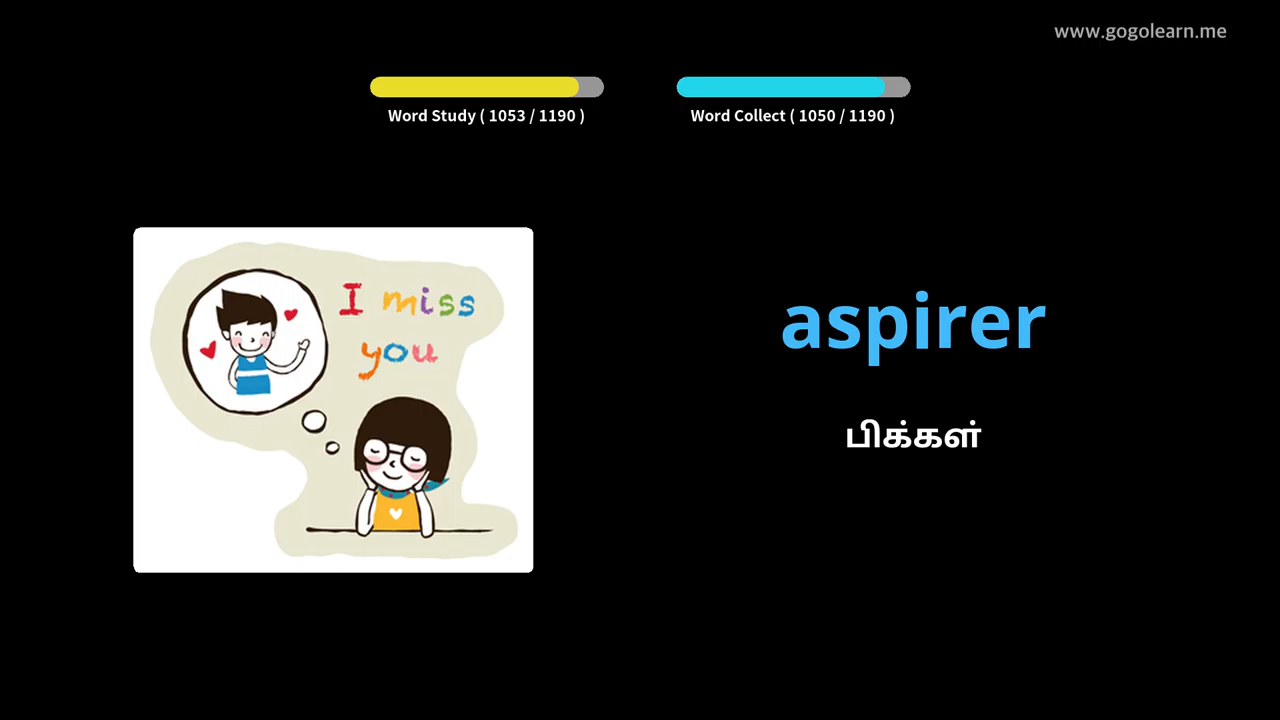 www.gogolearn.me
Word Study ( 1053 / 1190 )
Word Collect ( 1050 / 1190 )
I miss
you
aspirer
பிக்கள்